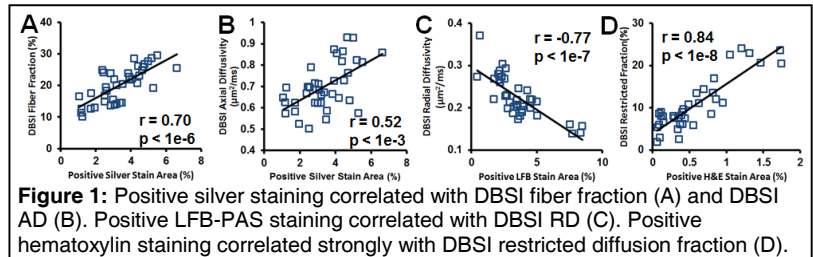 A
DBSI Fiber Fraction(%)
40
30
20
10
0
0 2 4 6 8
Positive Silver Stain Area (%)
r = 0.70
p < 1e-6
B
DBSI Axial Diffusivity
(μm²/ms)
1
0.9
0.8
0.7
0.6
0.5
0.4
0 2 4 6 8
Positive Silver Stain Area (%)
r = 0.52
p < 1e-3
C
DBSI Radial Diffusivity
(μm²/ms)
0.4
0.3
0.2
0.1
0 5 10
Positive LFB Stain Area (%)
r = -0.77
p < 1e-7
D
DBSI Restricted Fraction(%)
30
20
10
0
0 0.5 1 1.5 2
Positive H&E Stain Area (%)
r = 0.84
p < 1e-8
Figure 1: Positive silver staining correlated with DBSI fiber fraction (A) and DBSI
AD (B). Positive LFB-PAS staining correlated with DBSI RD (C). Positive
hematoxylin staining correlated strongly with DBSI restricted diffusion fraction (D).